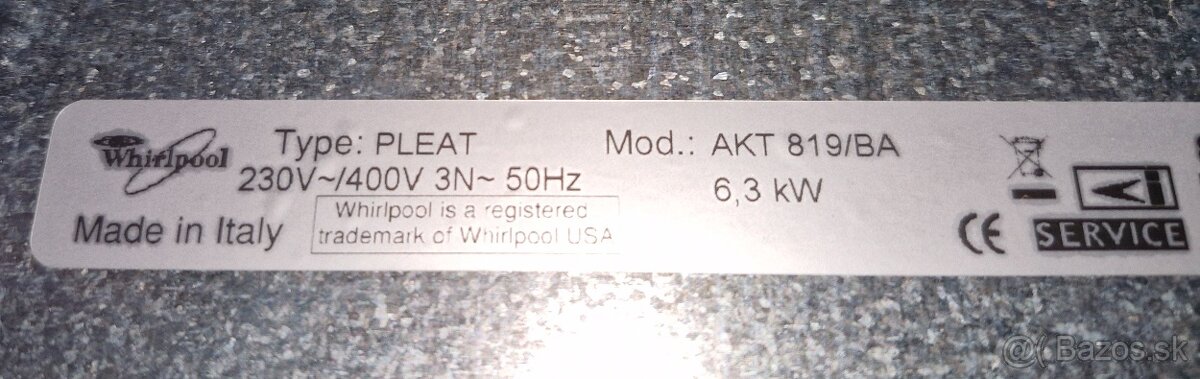 Whirlpool
Type: PLEAT Mod.: AKT 819/BA
230V~/400V 3N~ 50Hz 6,3 kW
Made in Italy
Whirlpool is a registered
trademark of Whirlpool USA
CE
SERVICE
Bazos.sk